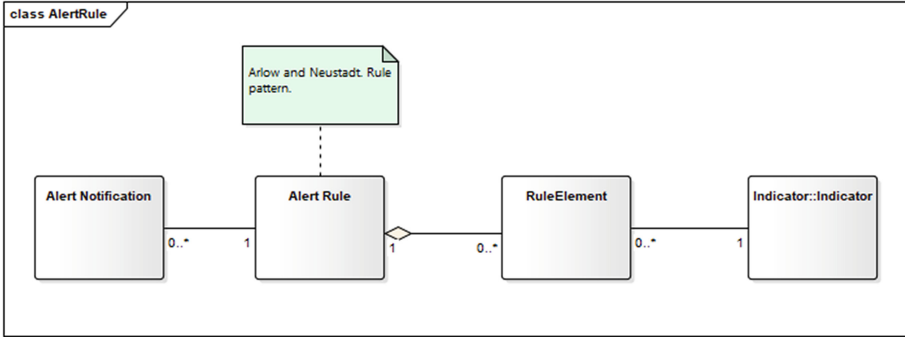 class AlertRule
Arlow and Neustadt. Rule
pattern.
Alert Notification
Alert Rule
RuleElement
Indicator::Indicator
0..*
1
1
0..*
0..*
1